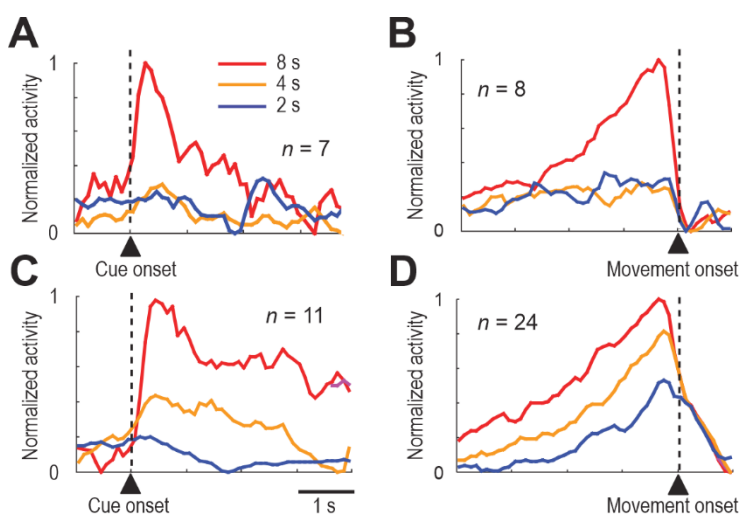 A
B
Normalized activity
1
0
8 s
4 s
2 s
n = 7
Cue onset
Normalized activity
1
0
n = 8
Movement onset
C
D
Normalized activity
1
0
n = 11
Cue onset
1 s
Normalized activity
1
0
n = 24
Movement onset